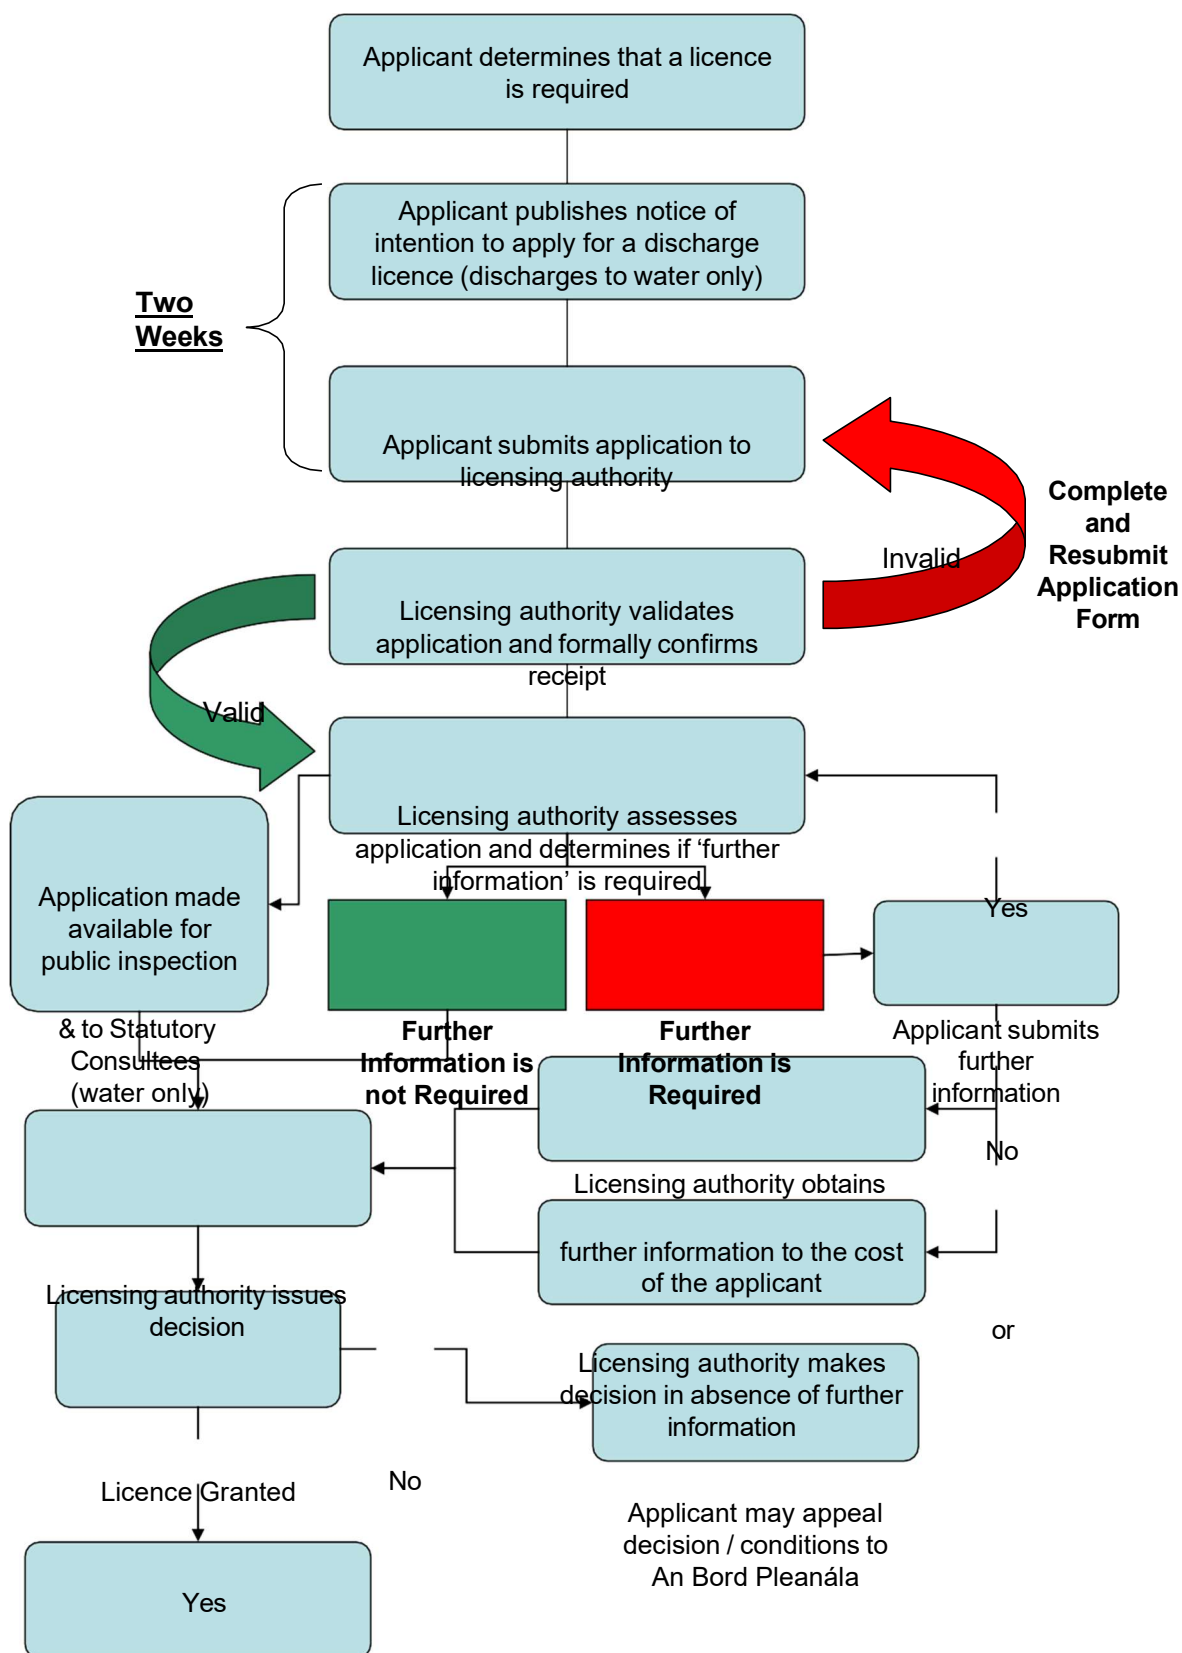 Applicant determines that a licence
is required
Applicant publishes notice of
intention to apply for a discharge
licence (discharges to water only)
Two
Weeks
Applicant submits application to
licensing authority
Complete
and
Resubmit
Application
Form
Invalid
Licensing authority validates
application and formally confirms
receipt
Valid
Licensing authority assesses
application and determines if ‘further
information’ is required
Application made
available for
public inspection
& to Statutory
Consultees
(water only)
Further
Information is
not Required
Further
Information is
Required
Yes
Applicant submits
further
information
No
Licensing authority obtains
further information to the cost
of the applicant
or
Licensing authority issues
decision
Licensing authority makes
decision in absence of further
information
Licence Granted
No
Applicant may appeal
decision / conditions to
An Bord Pleanála
Yes